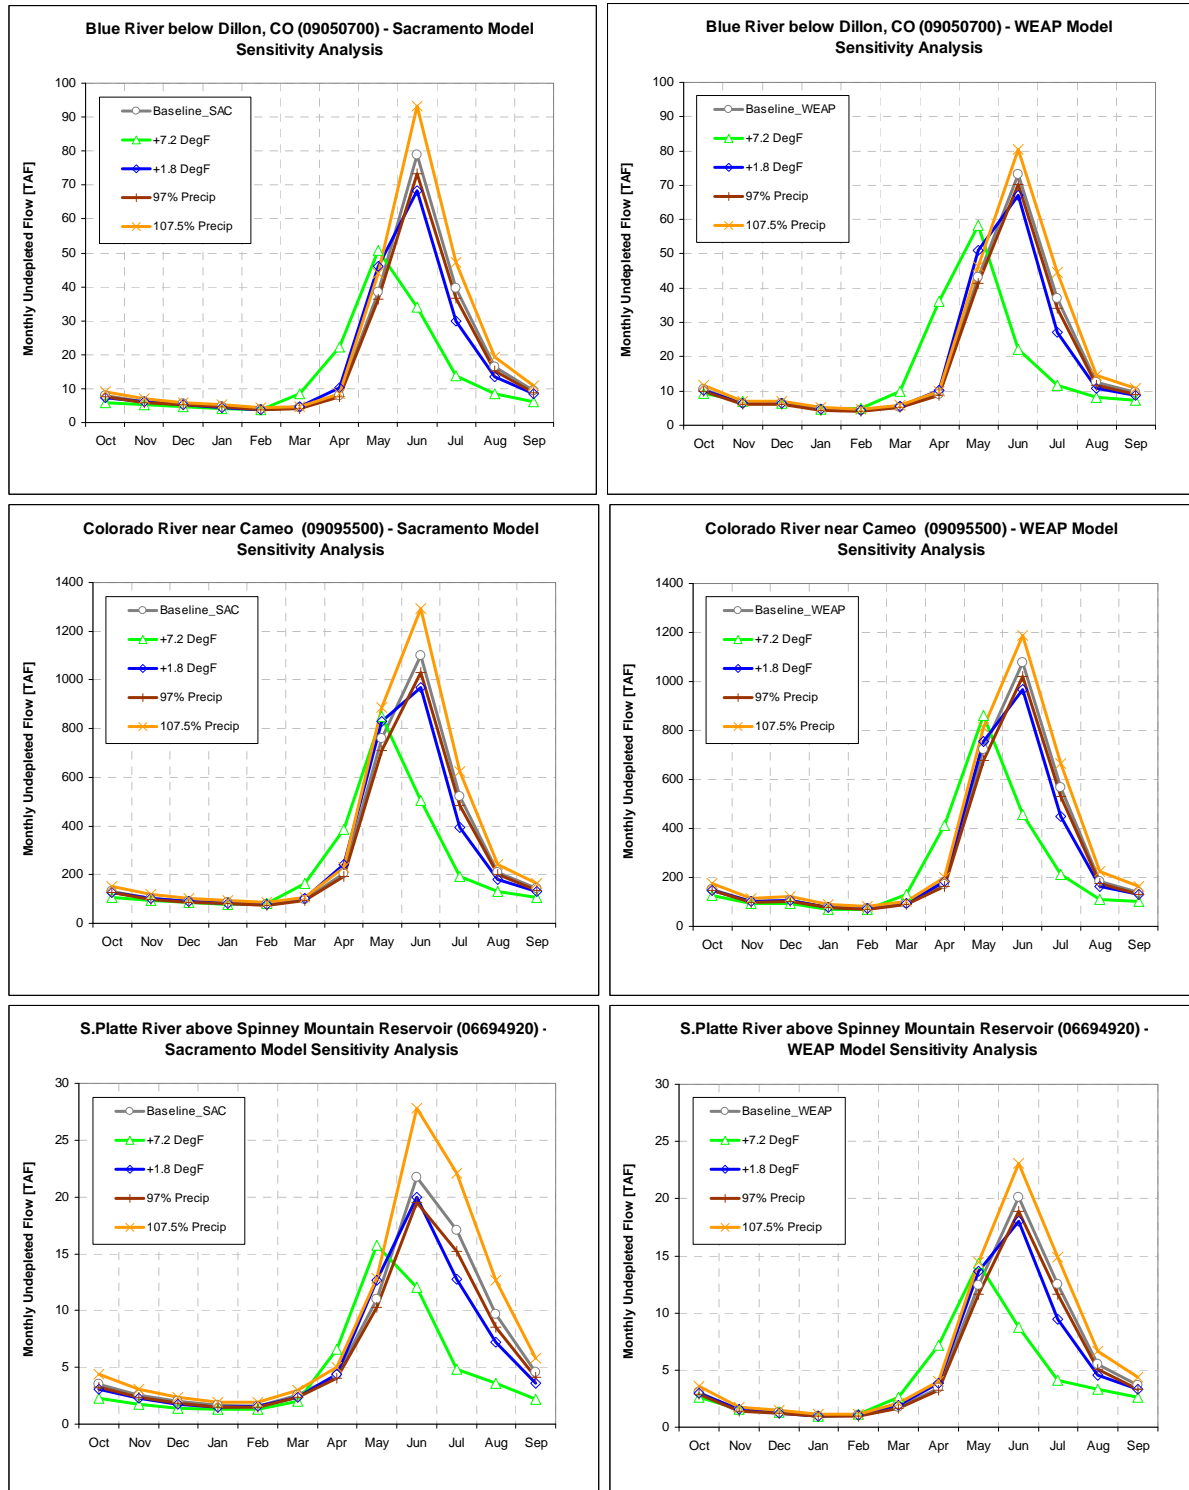 Blue River below Dillon, CO (09050700) - Sacramento Model
Sensitivity Analysis
Monthly Undepleted Flow [TAF]
100
90
80
70
60
50
40
30
20
10
0
Baseline_SAC
+7.2 DegF
+1.8 DegF
97% Precip
107.5% Precip
Oct Nov Dec Jan Feb Mar Apr May Jun Jul Aug Sep
Blue River below Dillon, CO (09050700) - WEAP Model
Sensitivity Analysis
Monthly Undepleted Flow [TAF]
100
90
80
70
60
50
40
30
20
10
0
Baseline_WEAP
+7.2 DegF
+1.8 DegF
97% Precip
107.5% Precip
Oct Nov Dec Jan Feb Mar Apr May Jun Jul Aug Sep
Colorado River near Cameo (09095500) - Sacramento Model
Sensitivity Analysis
Monthly Undepleted Flow [TAF]
1400
1200
1000
800
600
400
200
0
Baseline_SAC
+7.2 DegF
+1.8 DegF
97% Precip
107.5% Precip
Oct Nov Dec Jan Feb Mar Apr May Jun Jul Aug Sep
Colorado River near Cameo (09095500) - WEAP Model
Sensitivity Analysis
Monthly Undepleted Flow [TAF]
1400
1200
1000
800
600
400
200
0
Baseline_WEAP
+7.2 DegF
+1.8 DegF
97% Precip
107.5% Precip
Oct Nov Dec Jan Feb Mar Apr May Jun Jul Aug Sep
S.Platte River above Spinney Mountain Reservoir (06694920) -
Sacramento Model Sensitivity Analysis
Monthly Undepleted Flow [TAF]
30
25
20
15
10
5
0
Baseline_SAC
+7.2 DegF
+1.8 DegF
97% Precip
107.5% Precip
Oct Nov Dec Jan Feb Mar Apr May Jun Jul Aug Sep
S.Platte River above Spinney Mountain Reservoir (06694920) -
WEAP Model Sensitivity Analysis
Monthly Undepleted Flow [TAF]
30
25
20
15
10
5
0
Baseline_WEAP
+7.2 DegF
+1.8 DegF
97% Precip
107.5% Precip
Oct Nov Dec Jan Feb Mar Apr May Jun Jul Aug Sep